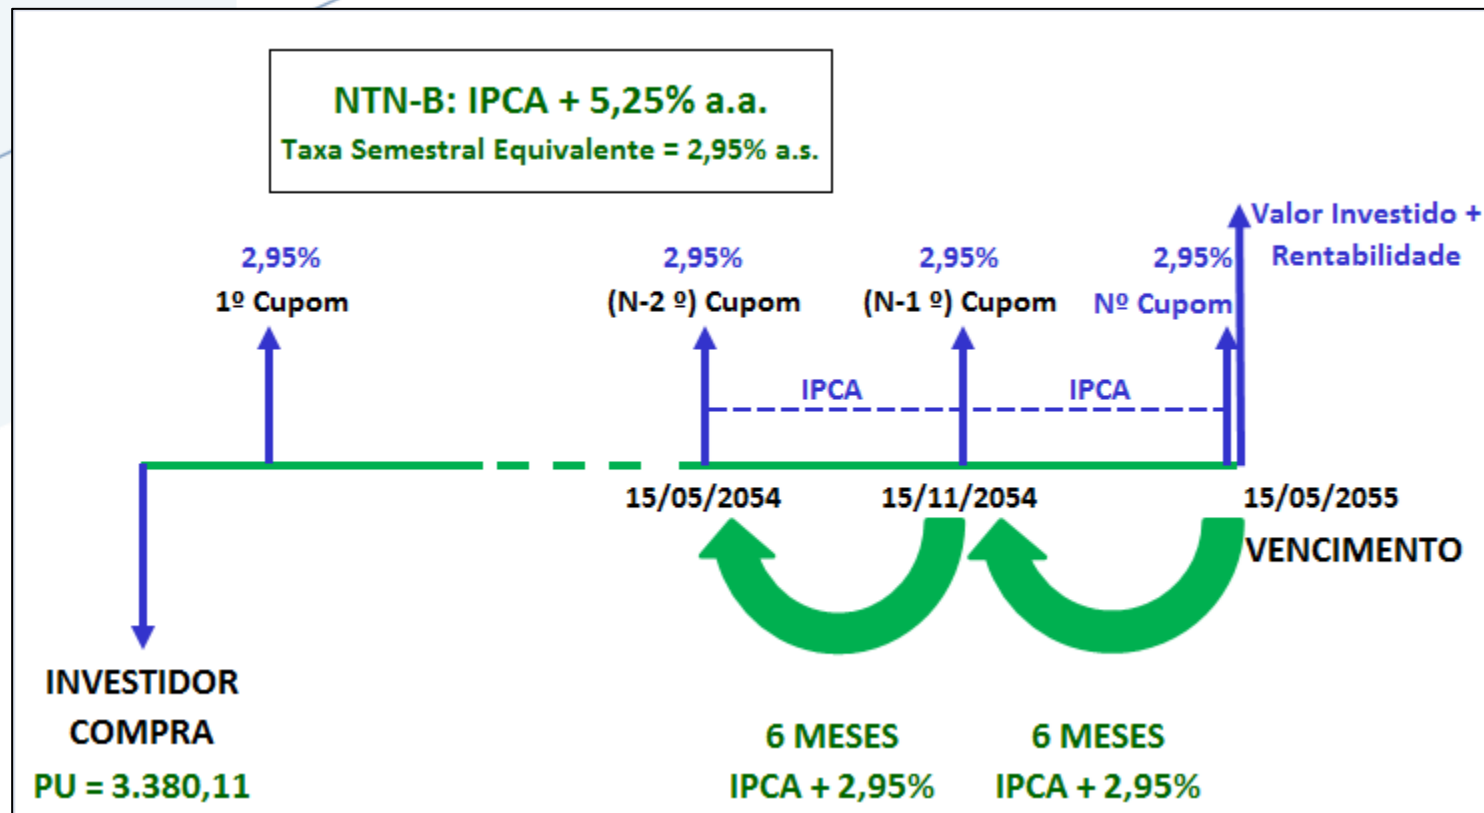 NTN-B: IPCA + 5,25% a.a.
Taxa Semestral Equivalente = 2,95% a.s.
Valor Investido +
Rentabilidade
2,95%
1º Cupom
2,95%
(N-2 º) Cupom
2,95%
(N-1 º) Cupom
2,95%
Nº Cupom
IPCA
IPCA
15/05/2054
15/11/2054
15/05/2055
VENCIMENTO
INVESTIDOR
COMPRA
PU = 3.380,11
6 MESES
IPCA + 2,95%
6 MESES
IPCA + 2,95%